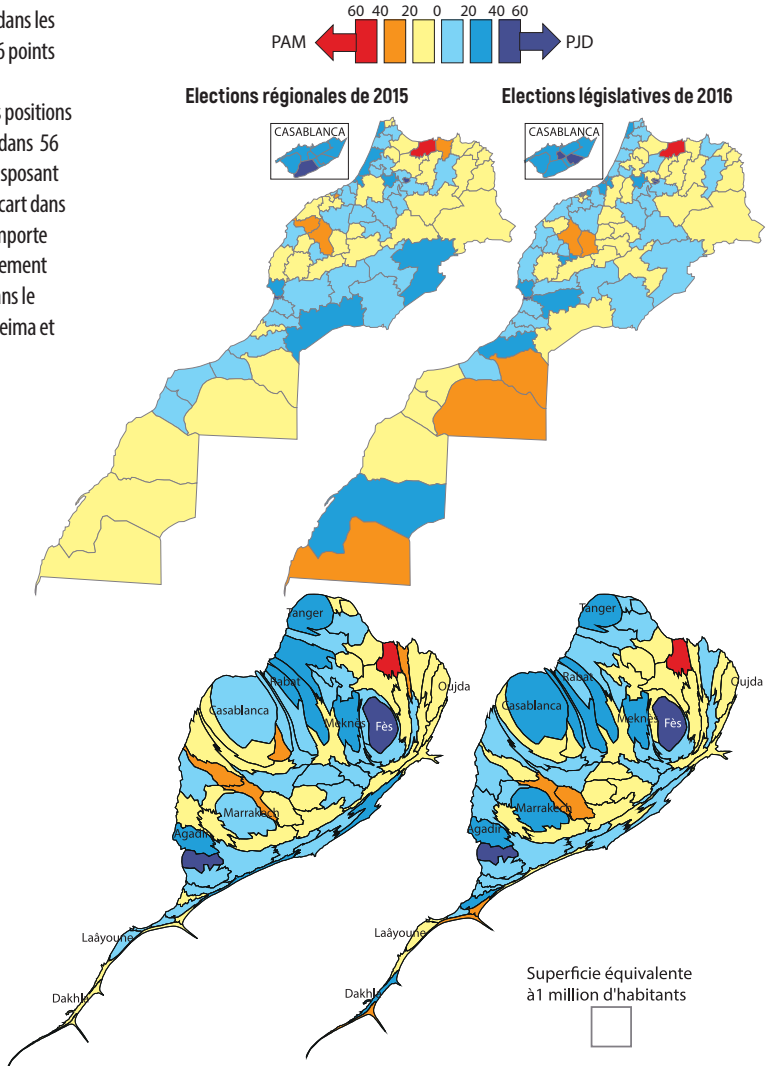 dans les
6 points
s positions
dans 56
sposant
cart dans
mporte
ement
ns le
eima et
60 40 20 0 20 40 60
PAM PJD
Elections régionales de 2015
Elections législatives de 2016
CASABLANCA
CASABLANCA
Tanger
Rabat
Casablanca
Oujda
Meknès
Fès
Marrakech
Agadir
Laâyoune
Dakhla
Tanger
Rabat
Casablanca
Oujda
Meknès
Fès
Marrakech
Agadir
Laâyoune
Dakhla
Superficie équivalente
à1 million d'habitants